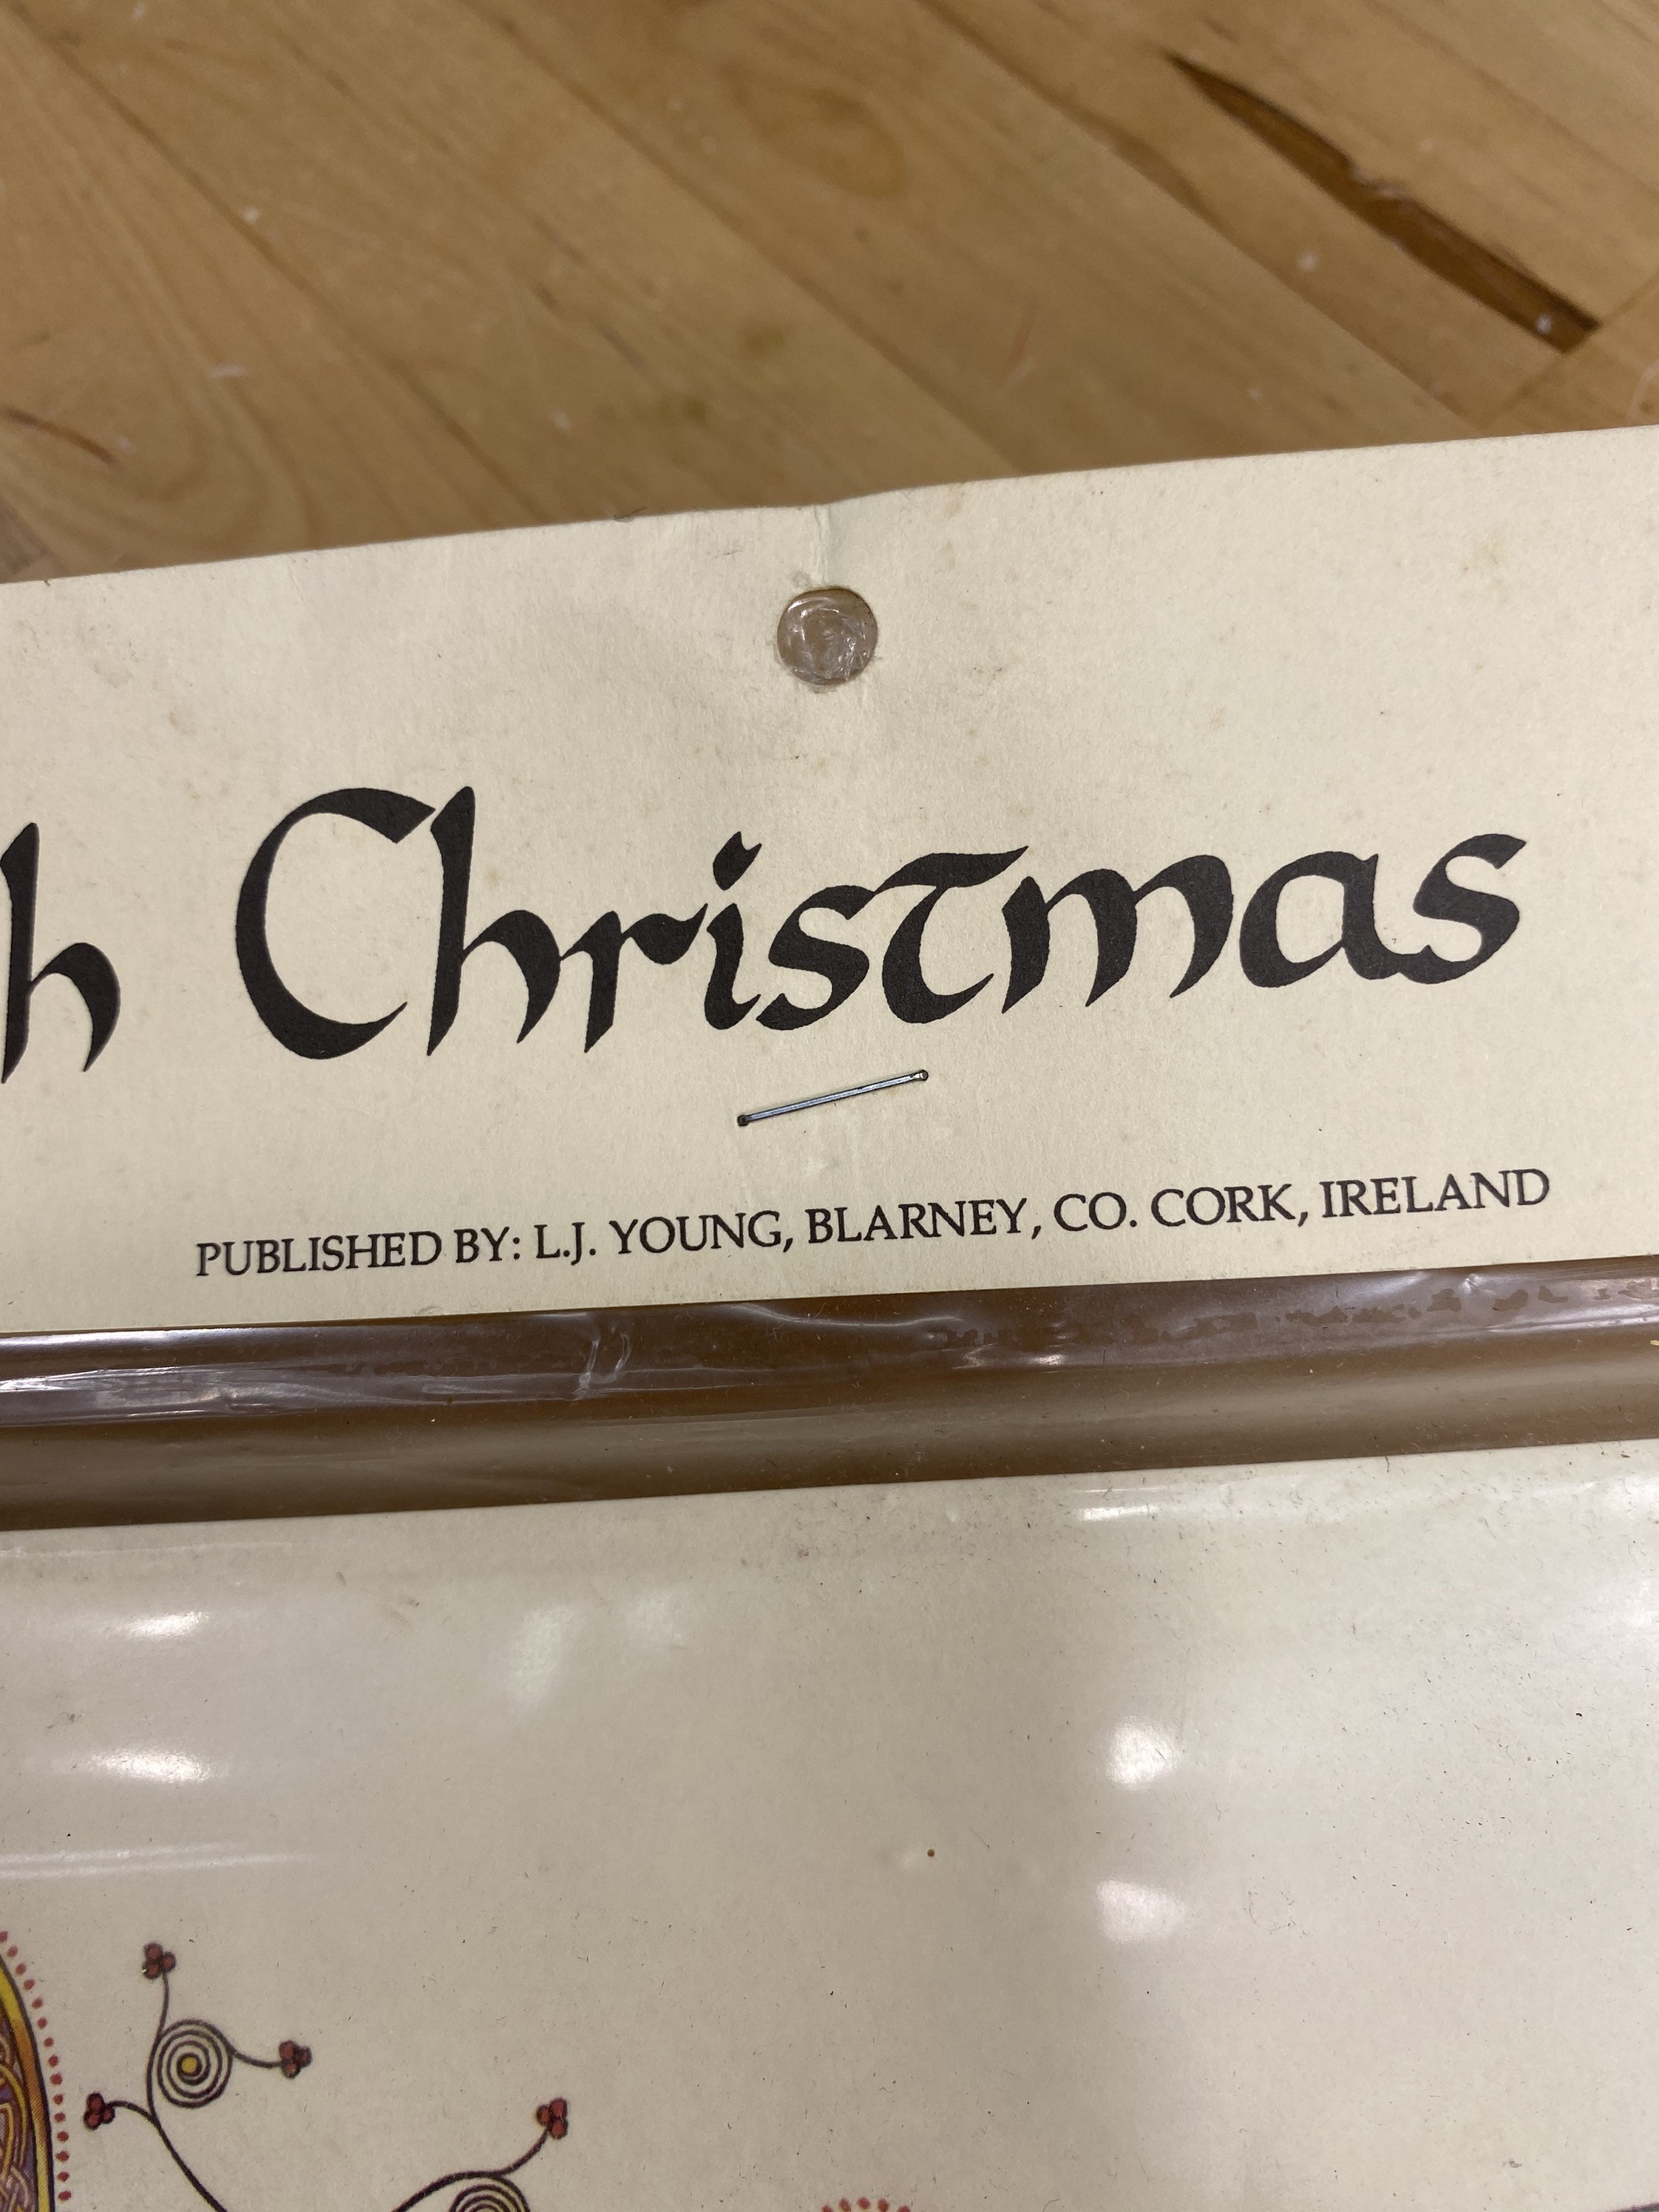 h Christmas
PUBLISHED BY: L.J. YOUNG, BLARNEY, CO. CORK, IRELAND